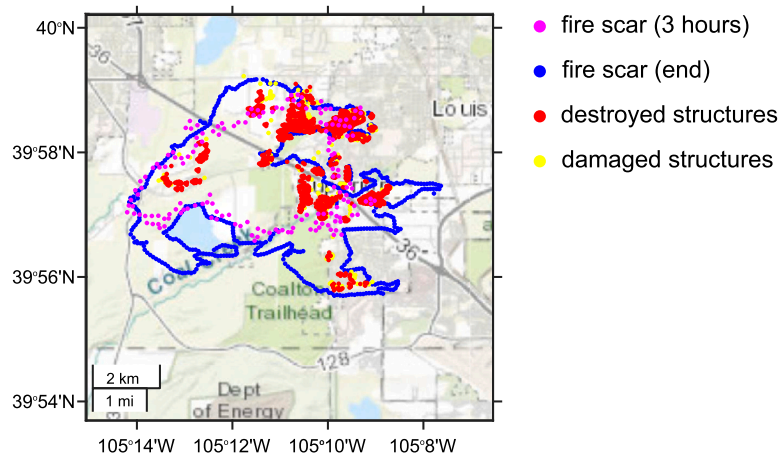 40°N
39°58'N
39°56'N
39°54'N
36
Louis
36
Coalton
Trailhead
128
Dept
of Energy
2 km
1 mi
105°14'W
105°12'W
105°10'W
105°8'W
fire scar (3 hours)
fire scar (end)
destroyed structures
damaged structures